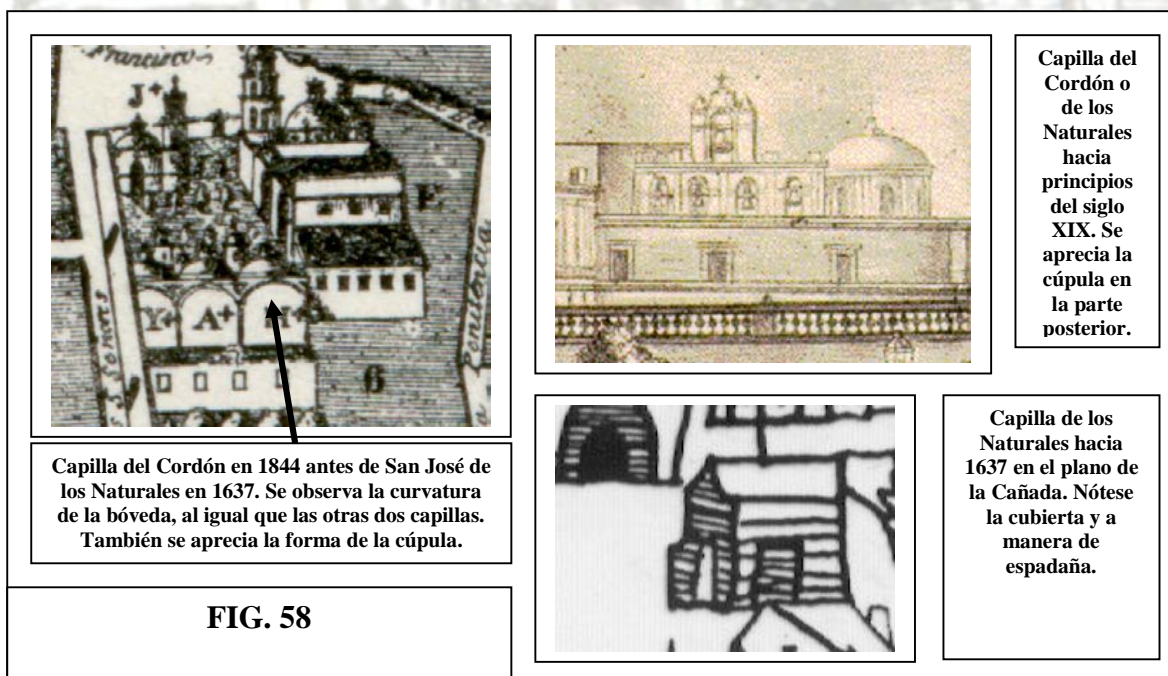 Francisco
J+
E
Y+ A+ H+
6
Capilla del Cordón en 1844 antes de San José de
los Naturales en 1637. Se observa la curvatura
de la bóveda, al igual que las otras dos capillas.
También se aprecia la forma de la cúpula.
FIG. 58
Capilla del
Cordón o
de los
Naturales
hacia
principios
del siglo
XIX. Se
aprecia la
cúpula en
la parte
posterior.
Capilla de los
Naturales hacia
1637 en el plano de
la Cañada. Nótese
la cubierta y a
manera de
espadaña.